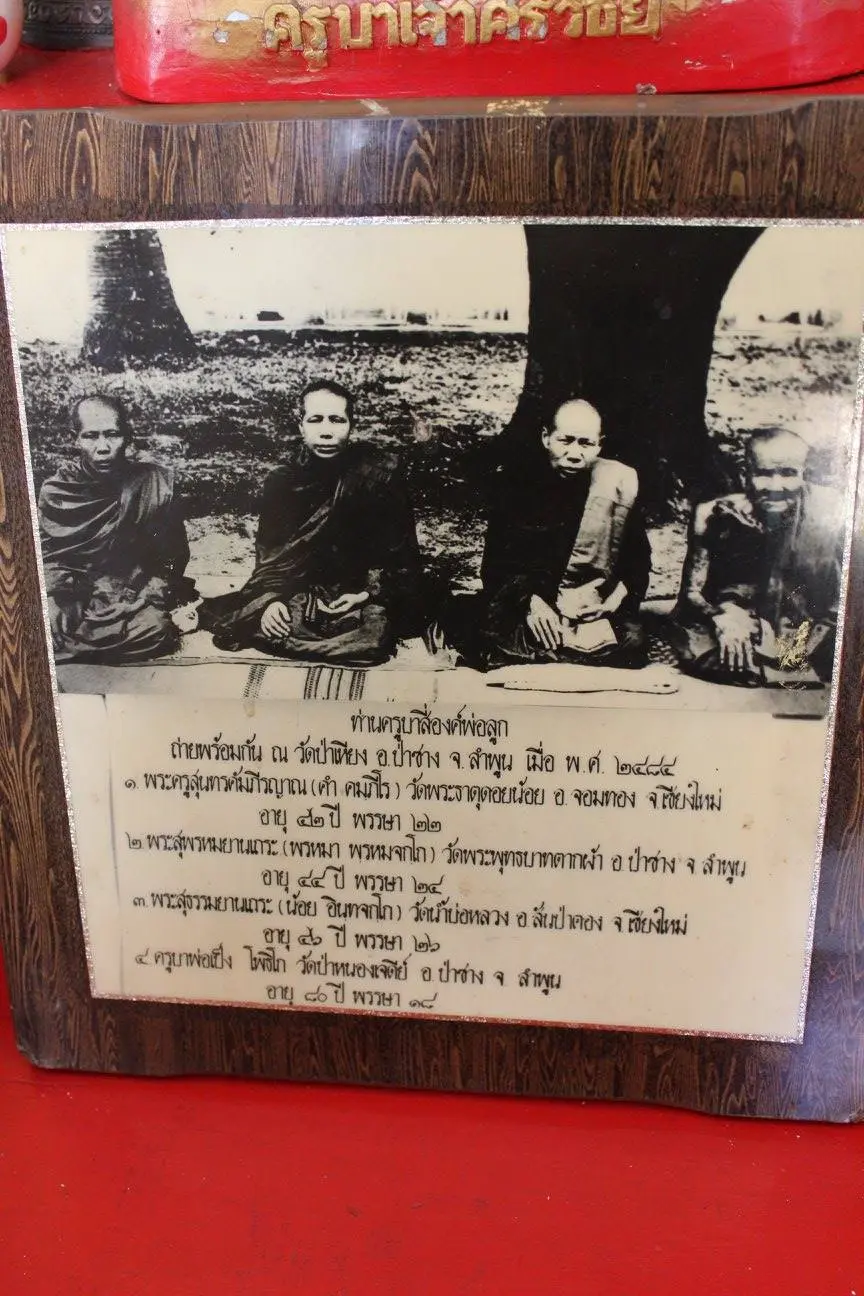 ครูบาเจ้าศรีวิชัย
ท่านครูบาสี่องค์พ่อลูก
ถ่ายพร้อมกัน ณ วัดป่าเหียง อ.ป่าซาง จ.ลำพูน เมื่อ พ.ศ. ๒๔๘๔
๑. พระครูสุนทรคัมภีรญาณ (คำ คมฺภีโร) วัดพระธาตุดอยน้อย อ.จอมทอง จ.เชียงใหม่
อายุ ๔๒ ปี พรรษา ๒๒
๒. พระสุพรหมยานเถระ (พรหมา พรหมจกฺโก) วัดพระพุทธบาทตากผ้า อ.ป่าซาง จ.ลำพูน
อายุ ๔๔ ปี พรรษา ๒๔
๓. พระสุธรรมยานเถระ (น้อย อินทจกฺโก) วัดน้ำบ่อหลวง อ.สันป่าตอง จ.เชียงใหม่
อายุ ๔๖ ปี พรรษา ๒๖
๔. ครูบาพ่อเป็ง โพธิโก วัดป่าหนองเจดีย์ อ.ป่าซาง จ.ลำพูน
อายุ ๘๐ ปี พรรษา ๑๘